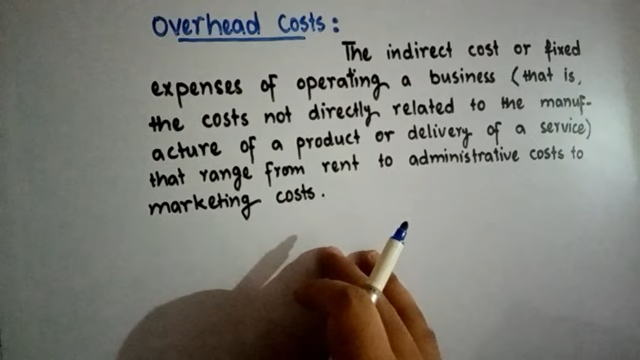 Overhead Costs:
The indirect cost or fixed
expenses of operating a business (that is,
the costs not directly related to the manuf-
acture of a product or delivery of a service)
that range from rent to administrative costs to
marketing costs.